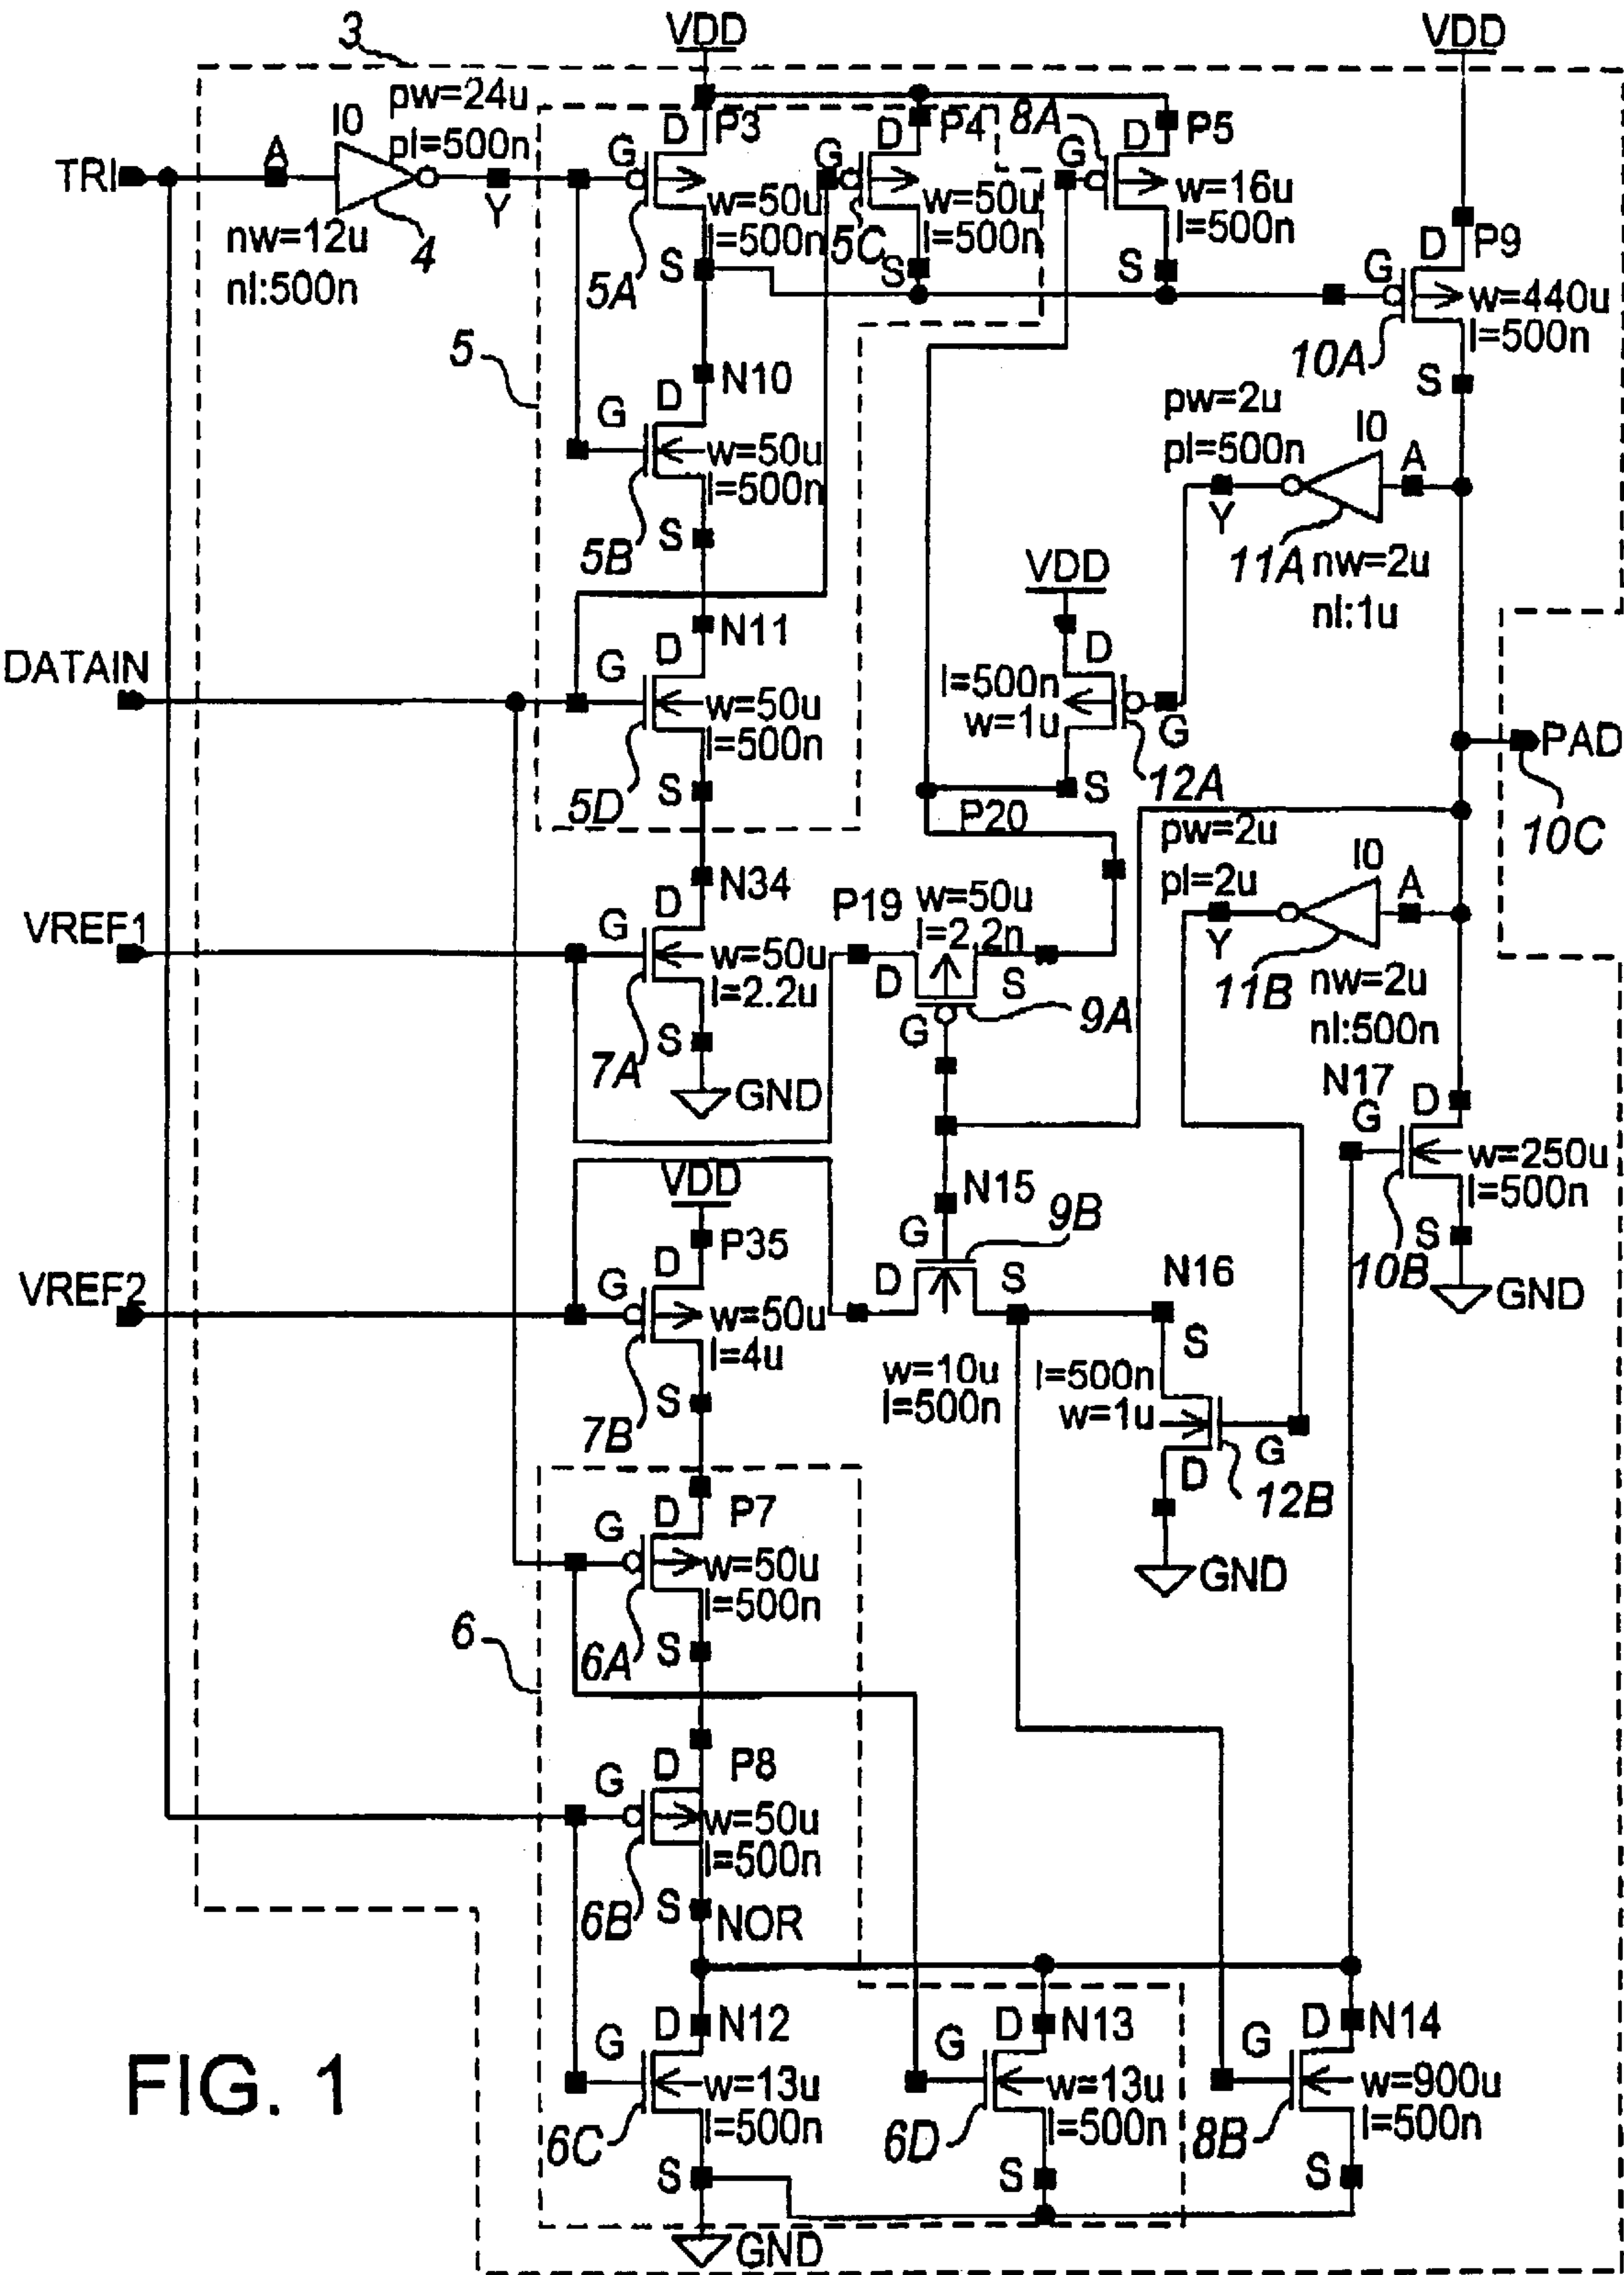 3
VDD
VDD
pw=24u
pl=500n
I0
A
TRI
Y
nw=12u
nl:500n
4
G
D
P3
w=50u
l=500n
S
5A
G
D
P4
w=50u
l=500n
5C
S
8A
G
D
P5
w=16u
l=500n
S
G
D
P9
w=440u
l=500n
10A
S
5
N10
D
G
w=50u
l=500n
5B
S
pw=2u
pl=500n
I0
A
Y
11A
nw=2u
nl:1u
VDD
D
l=500n
w=1u
G
12A
S
P20
N11
D
DATAIN
G
w=50u
l=500n
5D
S
PAD
10C
pw=2u
pl=2u
I0
A
Y
11B
nw=2u
nl:500n
N34
D
VREF1
G
w=50u
l=2.2u
S
7A
GND
P19
w=50u
l=2.2n
D
S
G
9A
N17
G
D
w=250u
l=500n
S
10B
GND
VDD
P35
D
VREF2
G
w=50u
l=4u
S
7B
N15
G
9B
D
S
w=10u
l=500n
N16
S
l=500n
w=1u
G
D
12B
GND
P7
D
G
w=50u
l=500n
6
6A
S
P8
D
G
w=50u
l=500n
6B
S
NOR
D
N12
G
w=13u
l=500n
6C
S
GND
D
N13
G
w=13u
l=500n
6D
S
D
N14
G
w=900u
l=500n
8B
S
FIG. 1